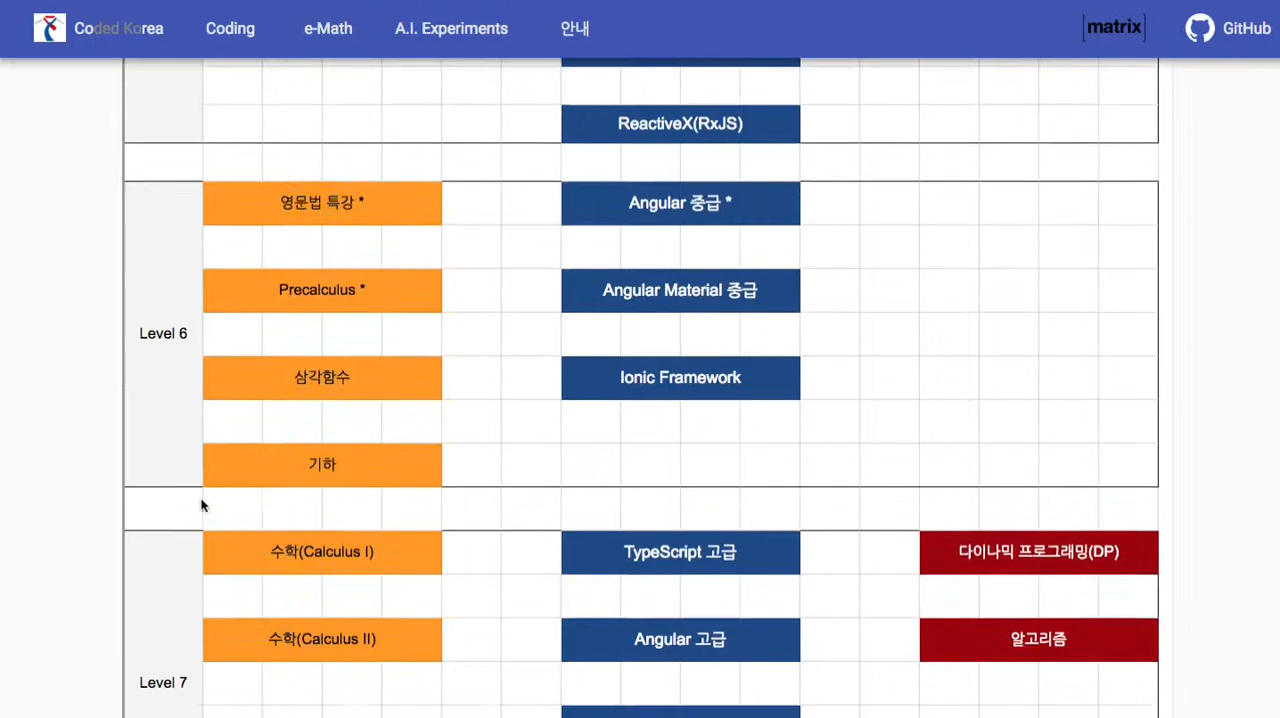 Coded Korea Coding e-Math A.I. Experiments 안내 matrix GitHub
ReactiveX(RxJS)
영문법 특강 * Angular 중급 *
Precalculus * Angular Material 중급
Level 6
삼각함수 Ionic Framework
기하
수학(Calculus I) TypeScript 고급 다이나믹 프로그래밍(DP)
수학(Calculus II) Angular 고급 알고리즘
Level 7